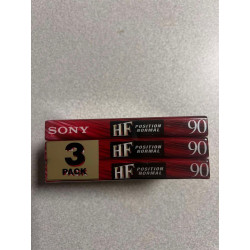 SONY HF POSITION NORMAL 90
3 PACK
HF POSITION NORMAL 90
HF POSITION NORMAL 90